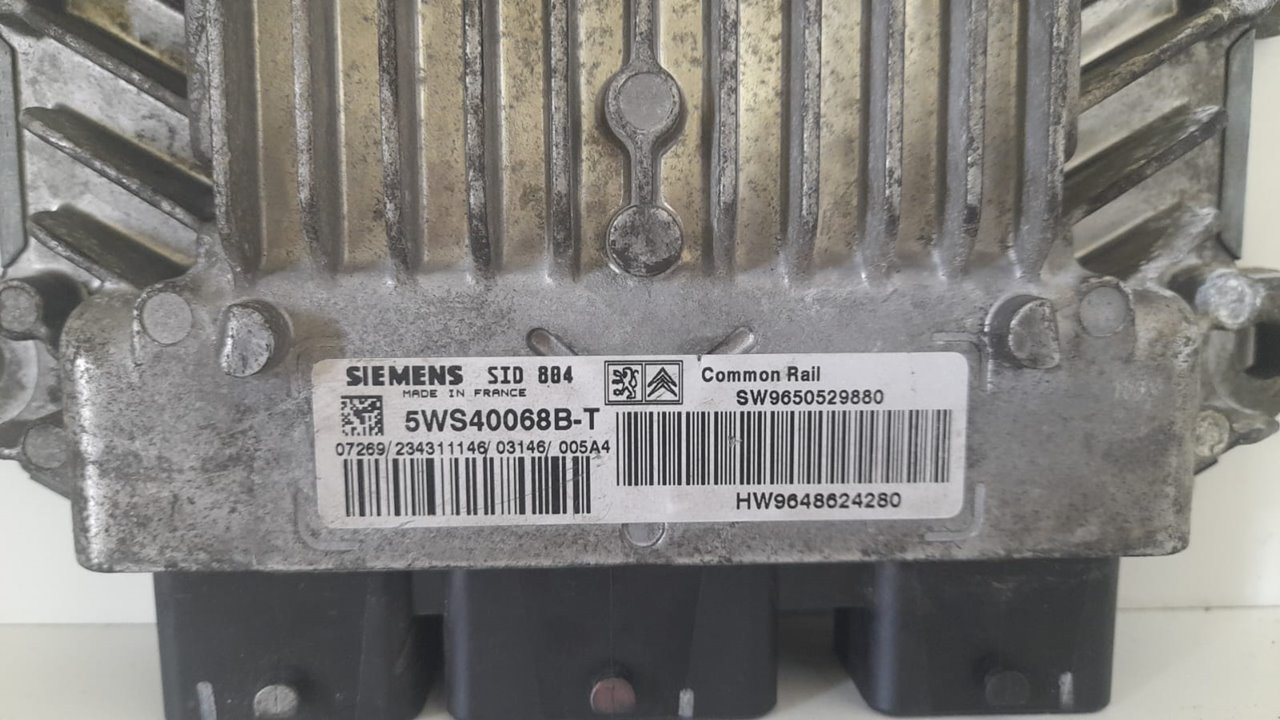 SIEMENS SID 804
MADE IN FRANCE
5WS40068B-T
07269/234311146/03146/005A4
Common Rail
SW9650529880
HW9648624280